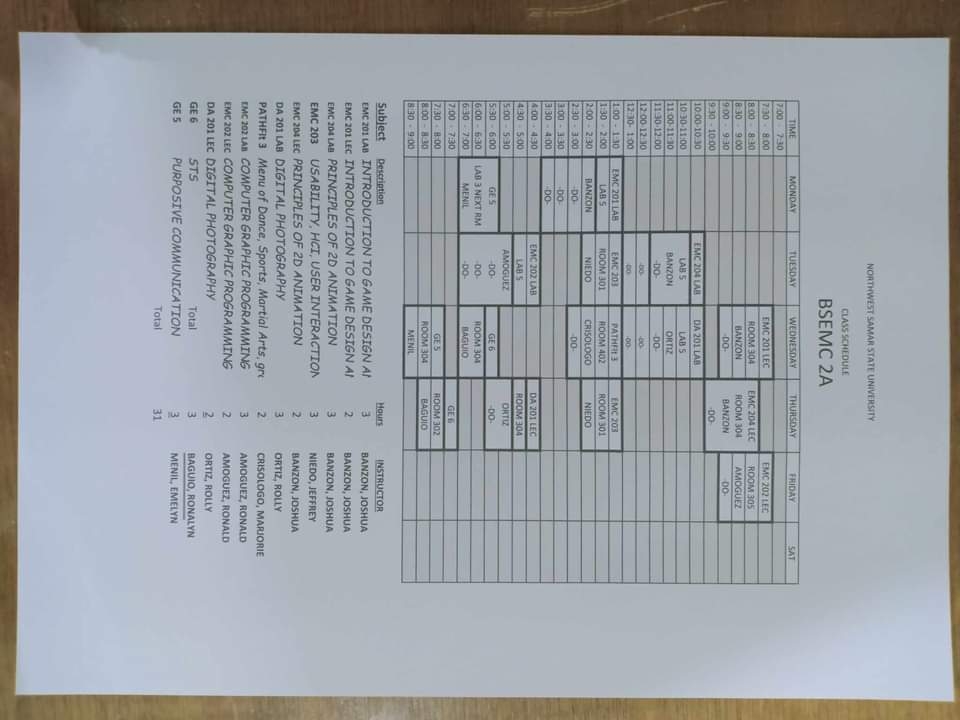 NORTHWEST SAMAR STATE UNIVERSITY
CLASS SCHEDULE
BSEMC 2A
TIME MONDAY TUESDAY WEDNESDAY THURSDAY FRIDAY SAT
7:00 - 7:30
7:30 - 8:00 EMC 201 LEC EMC 202 LEC
8:00 - 8:30 ROOM 304 EMC 204 LEC ROOM 305
8:30 - 9:00 BANZON ROOM 304 AMOGUEZ
9:00 - 9:30 -DO- BANZON -DO-
9:30 - 10:00 -DO-
10:00-10:30 EMC 204 LAB DA 201 LAB
10:30-11:00 LAB 5 LAB 5
11:00-11:30 BANZON ORTIZ
11:30-12:00 -DO- -DO-
12:00-12:30 -DO- -DO-
12:30- 1:00 -DO- -DO-
1:00 - 1:30 EMC 201 LAB EMC 203 PATHFIt 3 EMC 203
1:30 - 2:00 LAB 5 ROOM 301 ROOM 402 ROOM 301
2:00 - 2:30 BANZON NIEDO CRISOLOGO NIEDO
2:30 - 3:00 -DO- -DO-
3:00 - 3:30 -DO-
3:30 - 4:00 -DO-
4:00 - 4:30 EMC 202 LAB DA 201 LEC
4:30 - 5:00 LAB 5 ROOM 304
5:00 - 5:30 AMOGUEZ ORTIZ
5:30 - 6:00 GE 5 -DO- GE 6 -DO-
6:00 - 6:30 LAB 3 NEXT RM -DO- ROOM 304
6:30 - 7:00 MENIL -DO- BAGUIO
7:00 - 7:30 GE 6
7:30 - 8:00 GE 5 ROOM 302
8:00 - 8:30 ROOM 304 BAGUIO
8:30 - 9:00 MENIL
Subject Description Hours INSTRUCTOR
EMC 201 LAB INTRODUCTION TO GAME DESIGN AI 3 BANZON, JOSHUA
EMC 201 LEC INTRODUCTION TO GAME DESIGN AI 2 BANZON, JOSHUA
EMC 204 LAB PRINCIPLES OF 2D ANIMATION 3 BANZON, JOSHUA
EMC 203 USABILITY, HCI, USER INTERACTION 3 NIEDO, JEFFREY
EMC 204 LEC PRINCIPLES OF 2D ANIMATION 2 BANZON, JOSHUA
DA 201 LAB DIGITAL PHOTOGRAPHY 3 ORTIZ, ROLLY
PATHFIt 3 Menu of Dance, Sports, Martial Arts, gro 2 CRISOLOGO, MARJORIE
EMC 202 LAB COMPUTER GRAPHIC PROGRAMMING 3 AMOGUEZ, RONALD
EMC 202 LEC COMPUTER GRAPHIC PROGRAMMING 2 AMOGUEZ, RONALD
DA 201 LEC DIGITAL PHOTOGRAPHY 2 ORTIZ, ROLLY
GE 6 STS Total 3 BAGUIO, RONALYN
GE 5 PURPOSIVE COMMUNICATION 3 MENIL, EMELYN
Total 31